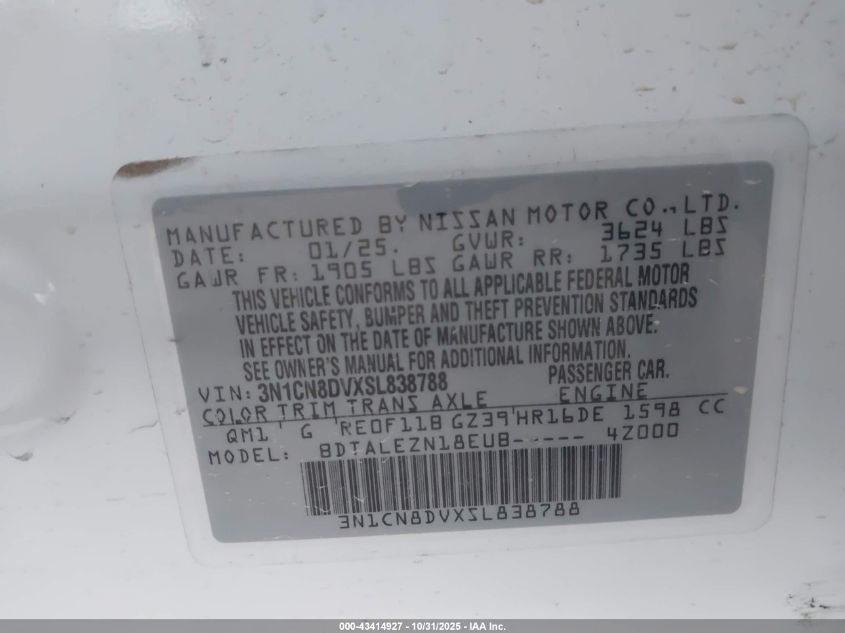 MANUFACTURED BY NISSAN MOTOR CO.,LTD.
DATE: 01/25. GVWR: 3624 LBS
GAWR FR: 1905 LBS GAWR RR: 1735 LBS
THIS VEHICLE CONFORMS TO ALL APPLICABLE FEDERAL MOTOR
VEHICLE SAFETY, BUMPER AND THEFT PREVENTION STANDARDS
IN EFFECT ON THE DATE OF MANUFACTURE SHOWN ABOVE.
SEE OWNER'S MANUAL FOR ADDITIONAL INFORMATION.
VIN: 3N1CN8DVXSL838788 PASSENGER CAR.
COLOR TRIM TRANS AXLE ENGINE
QM1 G RE0F11B GZ39 HR16DE 1598 CC
MODEL: BDTALEZN18EUB----- 4Z000
3N1CN8DVXSL838788
000-43414927 - 10/31/2025 - IAA Inc.